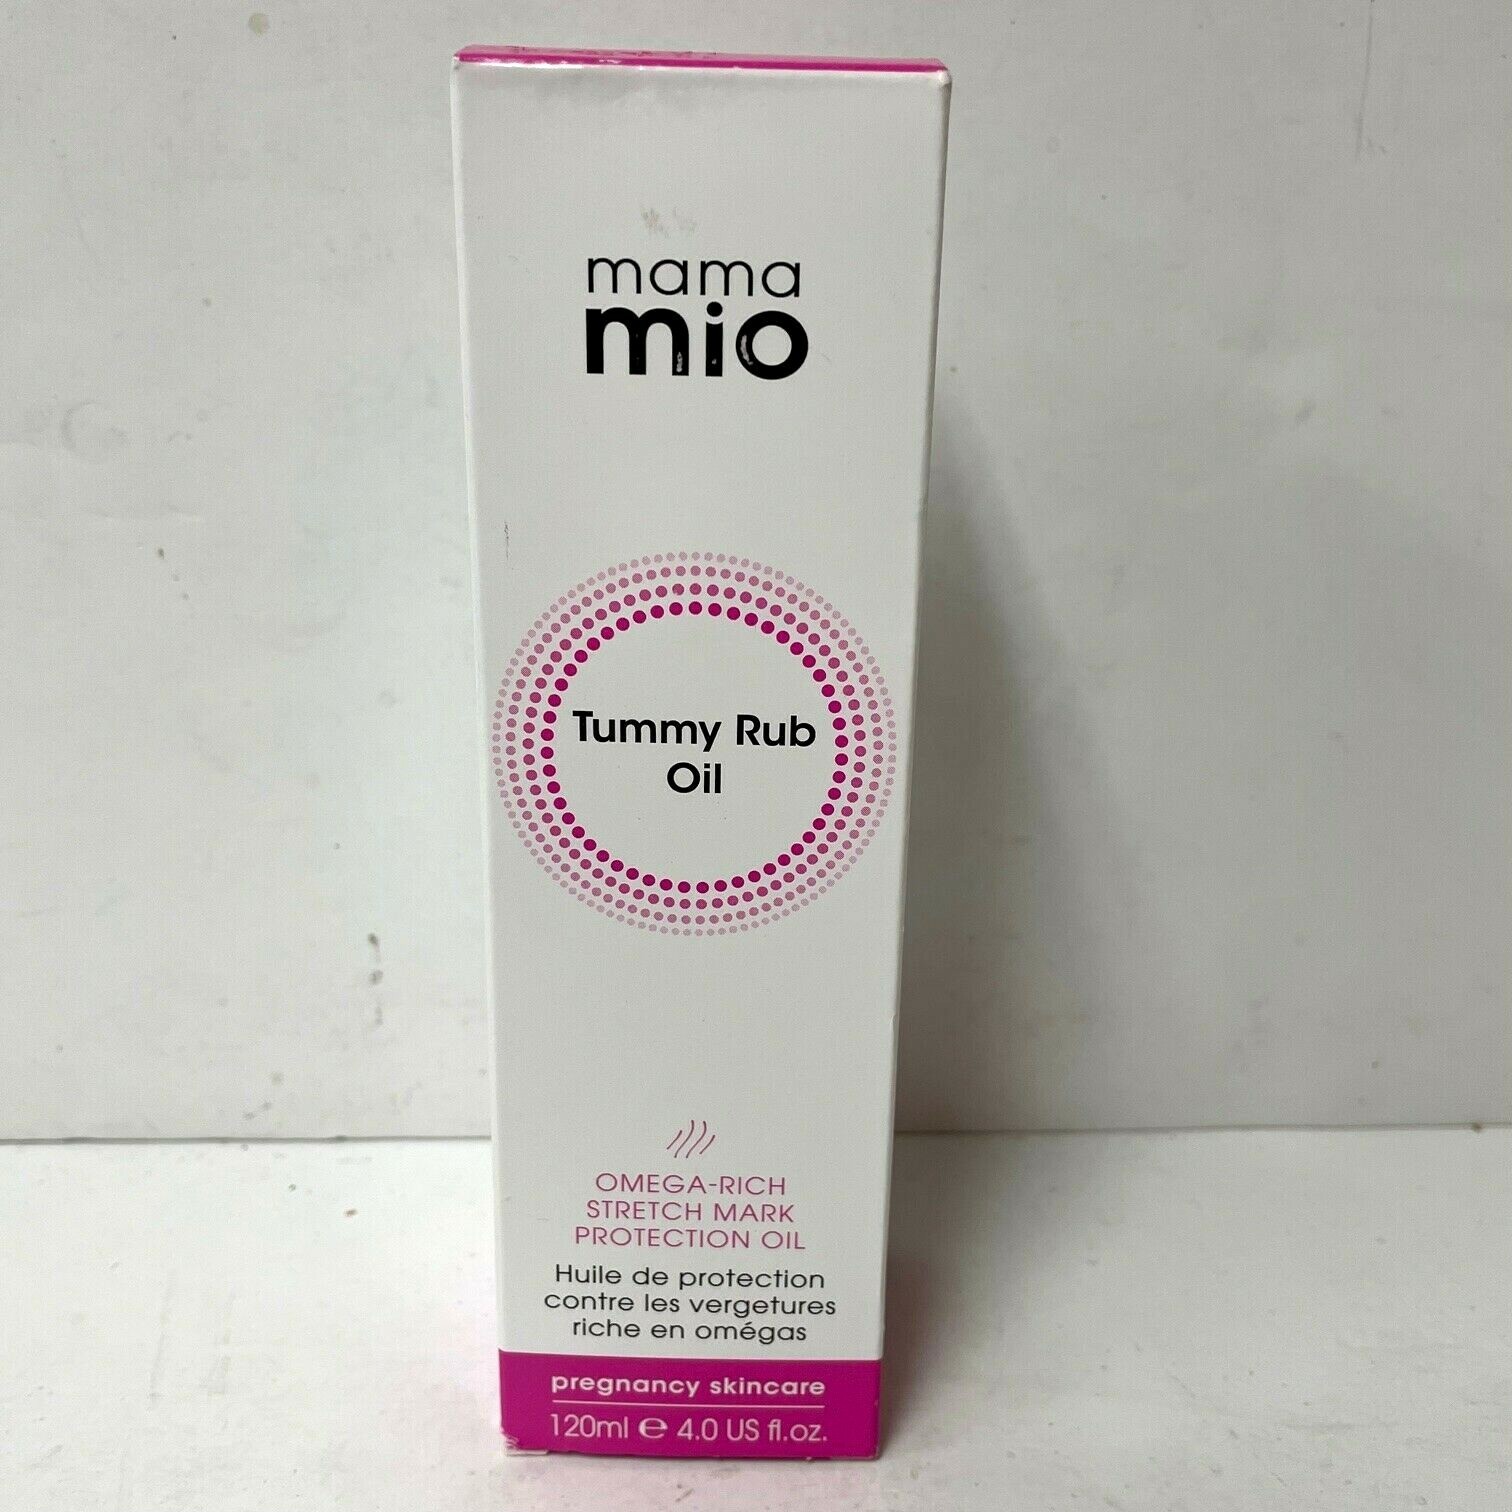 mama
mio
Tummy Rub
Oil
OMEGA-RICH
STRETCH MARK
PROTECTION OIL
Huile de protection
contre les vergetures
riche en omégas
pregnancy skincare
120ml ℮ 4.0 US fl.oz.